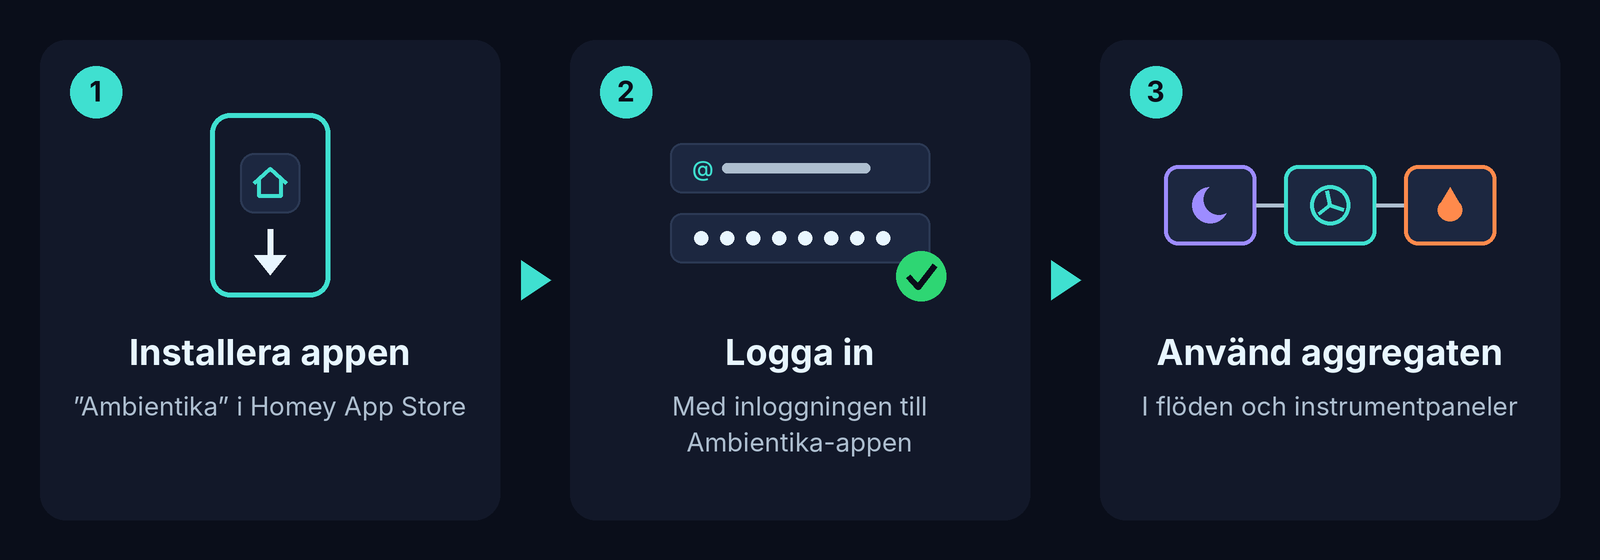 1
Installera appen
”Ambientika” i Homey App Store
2
@
Logga in
Med inloggningen till
Ambientika-appen
3
Använd aggregaten
I flöden och instrumentpaneler